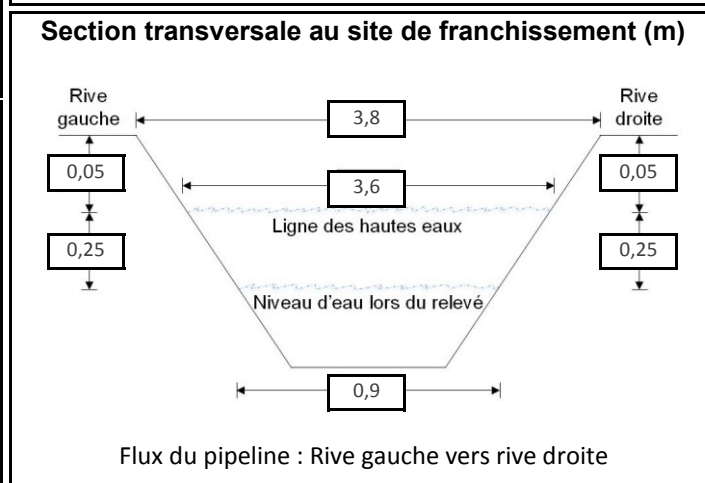 Section transversale au site de franchissement (m)
Rive
gauche
3,8
Rive
droite
0,05
3,6
0,05
Ligne des hautes eaux
0,25
0,25
Niveau d'eau lors du relevé
0,9
Flux du pipeline : Rive gauche vers rive droite